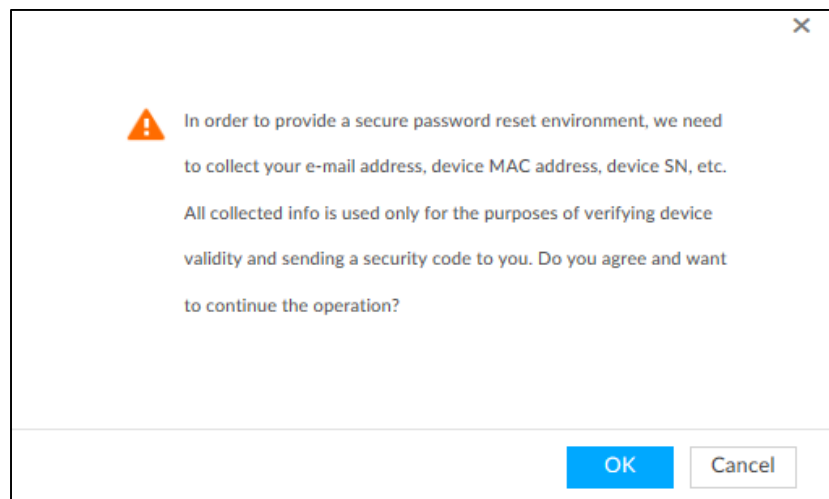 In order to provide a secure password reset environment, we need
to collect your e-mail address, device MAC address, device SN, etc.
All collected info is used only for the purposes of verifying device
validity and sending a security code to you. Do you agree and want
to continue the operation?
OK
Cancel